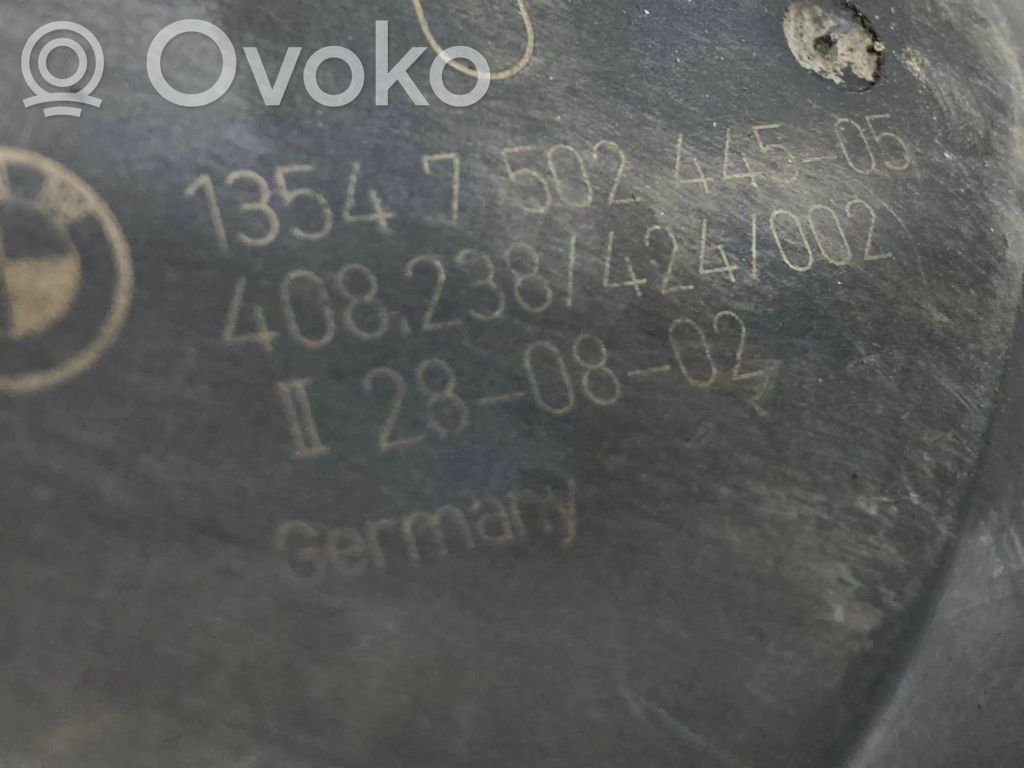 Ovoko
1354 7 502 445-05
408.238/424/002
II 28-08-02
Germany